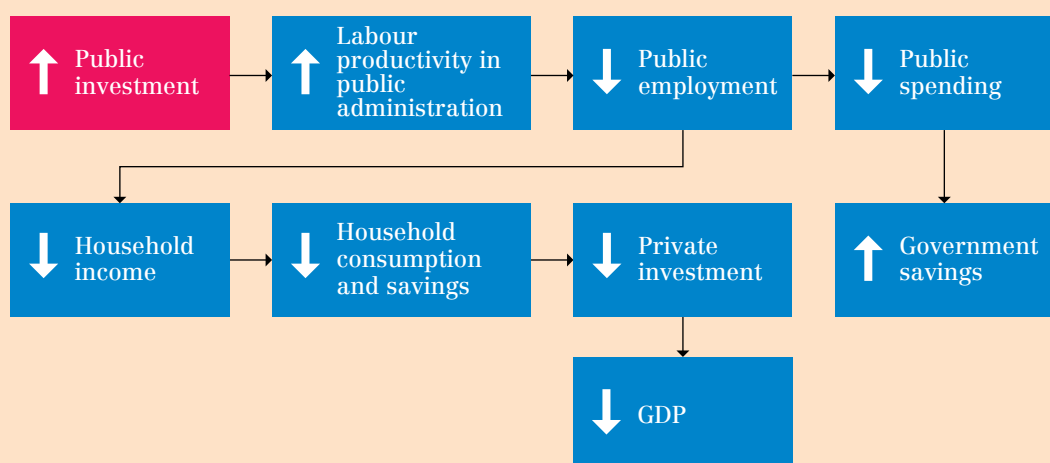 Public
investment
Labour
productivity in
public
administration
Public
employment
Public
spending
Household
income
Household
consumption
and savings
Private
investment
Government
savings
GDP